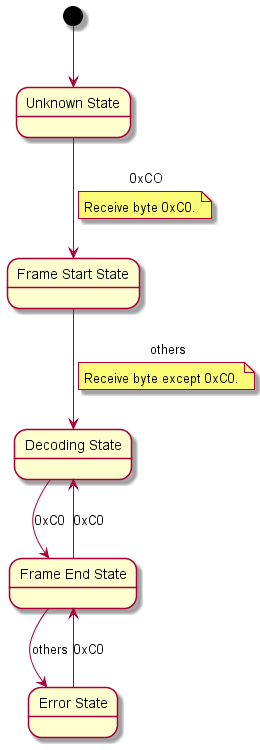 Unknown State
0xC0
Receive byte 0xC0.
Frame Start State
others
Receive byte except 0xC0.
Decoding State
0xC0 0xC0
Frame End State
others 0xC0
Error State